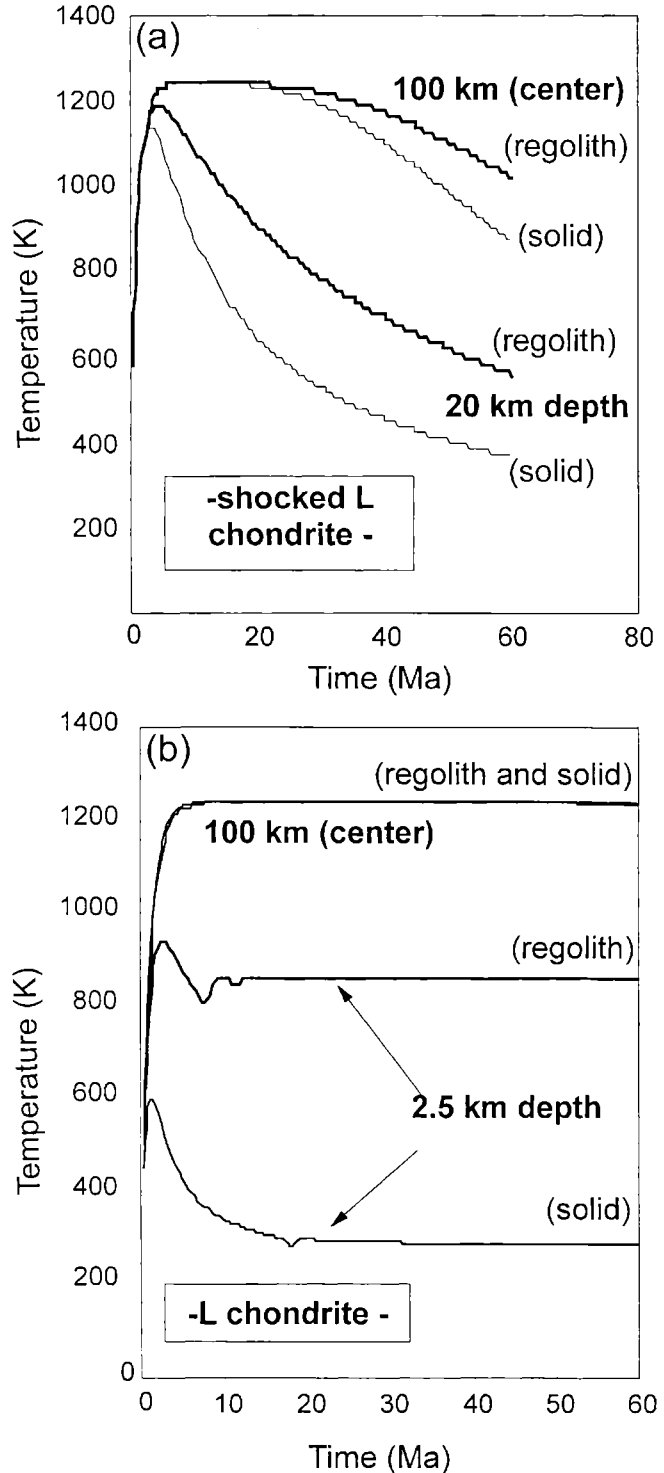 (a)
1400
1200
1000
800
600
400
200
Temperature (K)
100 km (center)
(regolith)
(solid)
(regolith)
20 km depth
(solid)
-shocked L
chondrite -
0
20
40
60
80
Time (Ma)
(b)
1400
1200
1000
800
600
400
200
0
Temperature (K)
(regolith and solid)
100 km (center)
(regolith)
2.5 km depth
(solid)
-L chondrite -
0
10
20
30
40
50
60
Time (Ma)